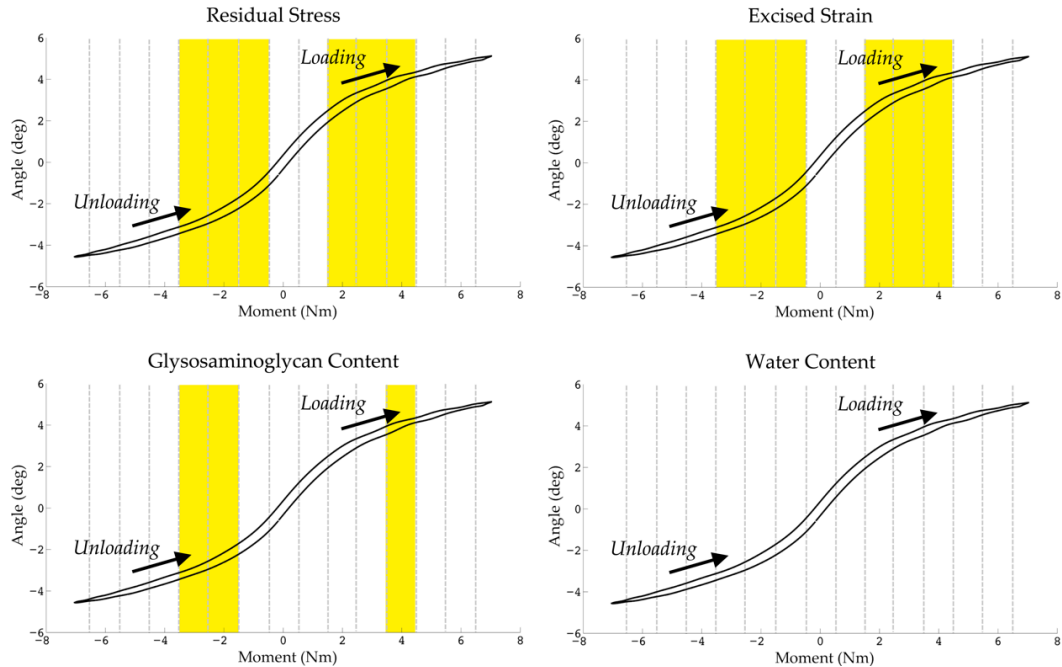 Residual Stress
6
4
2
0
−2
−4
−6
Angle (deg)
Loading
Unloading
−8 −6 −4 −2 0 2 4 6 8
Moment (Nm)
Excised Strain
6
4
2
0
−2
−4
−6
Angle (deg)
Loading
Unloading
−8 −6 −4 −2 0 2 4 6 8
Moment (Nm)
Glysosaminoglycan Content
6
4
2
0
−2
−4
−6
Angle (deg)
Loading
Unloading
−8 −6 −4 −2 0 2 4 6 8
Moment (Nm)
Water Content
6
4
2
0
−2
−4
−6
Angle (deg)
Loading
Unloading
−8 −6 −4 −2 0 2 4 6 8
Moment (Nm)